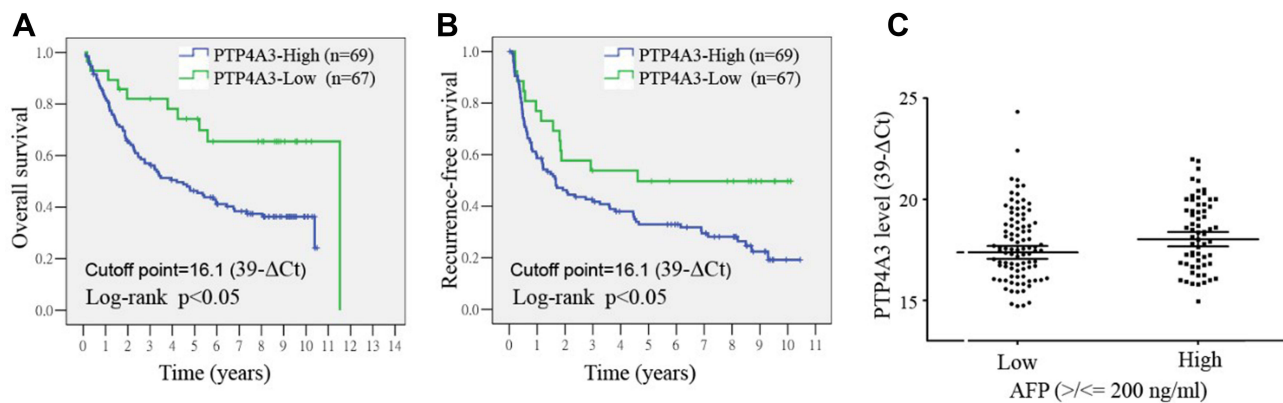 A
Overall survival
1.0
0.8
0.6
0.4
0.2
0.0
PTP4A3-High (n=69)
PTP4A3-Low (n=67)
Cutoff point=16.1 (39-ΔCt)
Log-rank p<0.05
0 1 2 3 4 5 6 7 8 9 10 11 12 13 14
Time (years)
B
Recurrence-free survival
1.0
0.8
0.6
0.4
0.2
0.0
PTP4A3-High (n=69)
PTP4A3-Low (n=67)
Cutoff point=16.1 (39-ΔCt)
Log-rank p<0.05
0 1 2 3 4 5 6 7 8 9 10 11
Time (years)
C
PTP4A3 level (39-ΔCt)
25
20
15
Low High
AFP (>/<= 200 ng/ml)